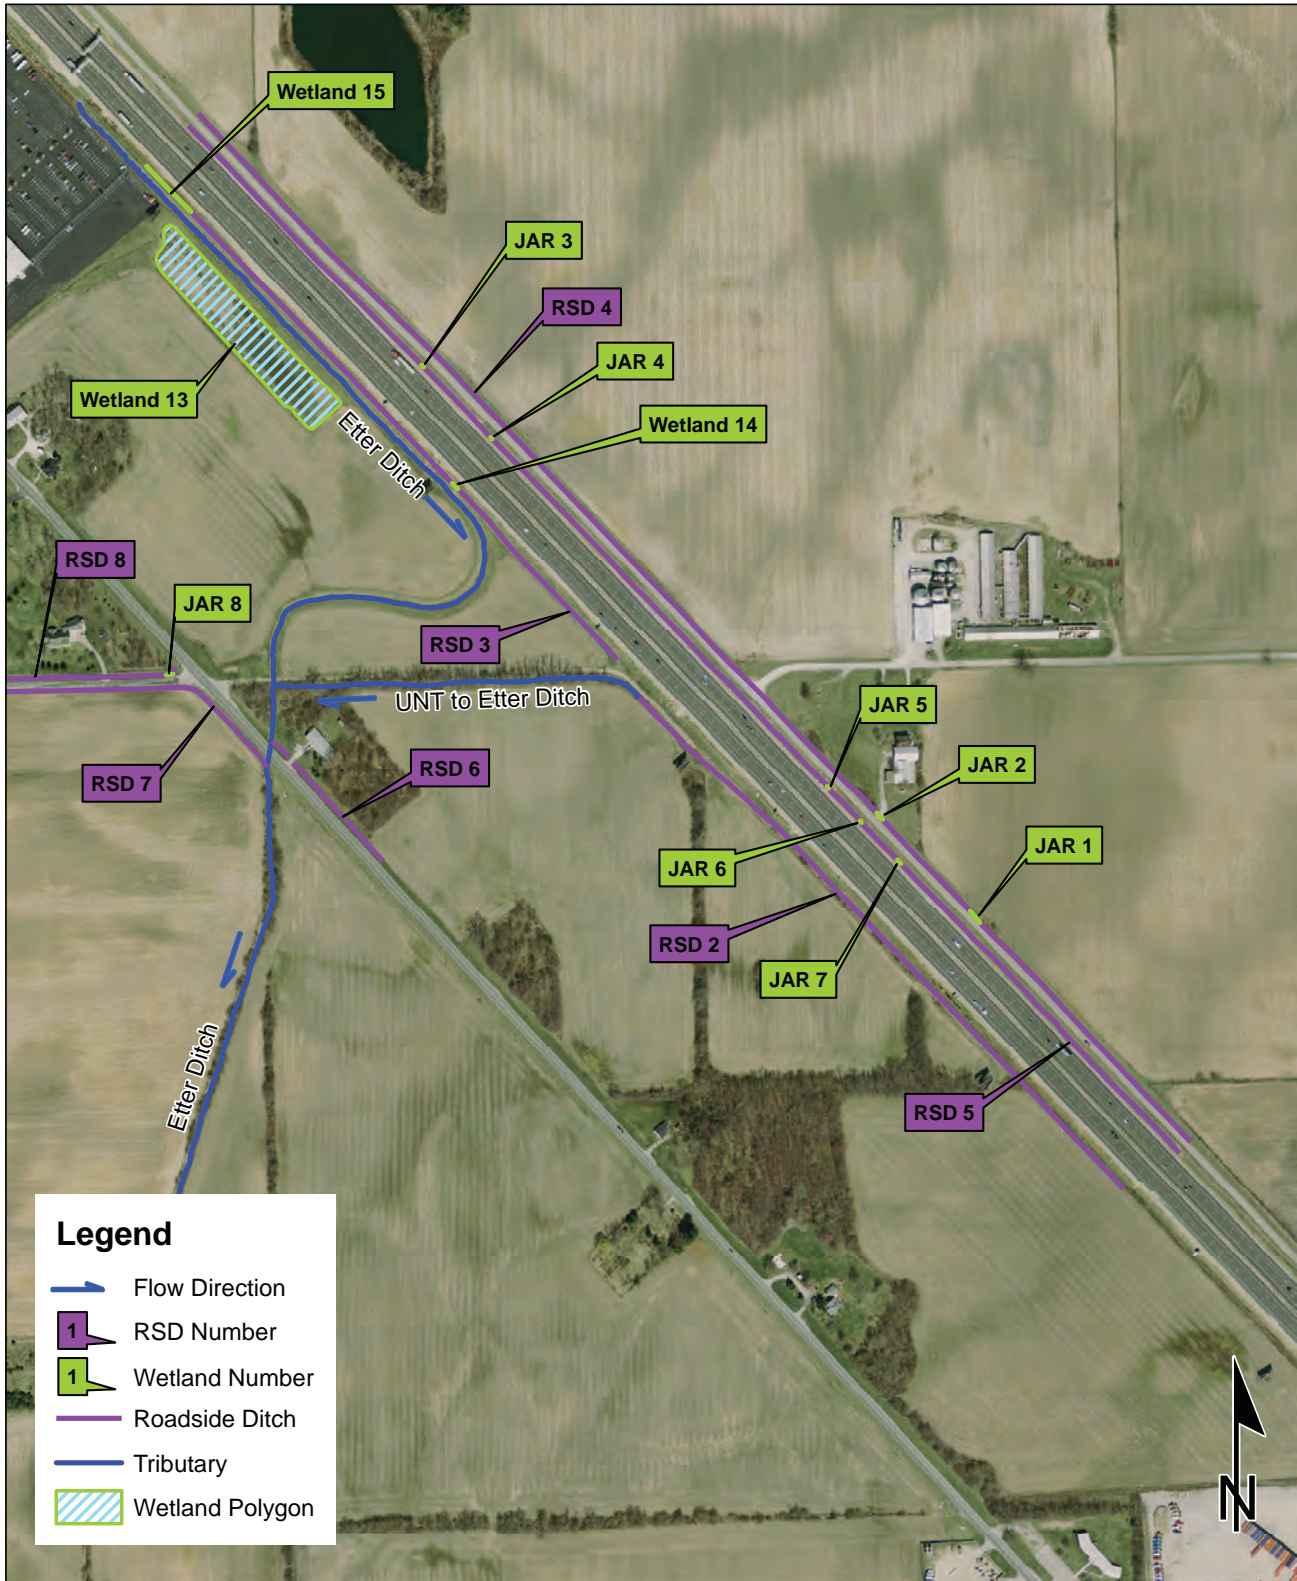 Wetland 15
JAR 3
RSD 4
JAR 4
Wetland 13
Wetland 14
Etter Ditch
RSD 8
JAR 8
RSD 3
UNT to Etter Ditch
JAR 5
JAR 2
RSD 7
RSD 6
JAR 6
JAR 1
RSD 2
JAR 7
Etter Ditch
RSD 5
Legend
Flow Direction
1 RSD Number
1 Wetland Number
Roadside Ditch
Tributary
Wetland Polygon
N